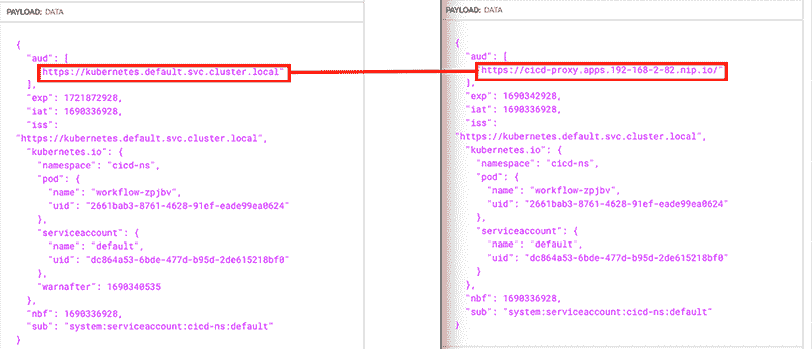 PAYLOAD: DATA
{
"aud": [
"https://kubernetes.default.svc.cluster.local"
],
"exp": 1721872928,
"iat": 1690336928,
"iss":
"https://kubernetes.default.svc.cluster.local",
"kubernetes.io": {
"namespace": "cicd-ns",
"pod": {
"name": "workflow-zpjbv",
"uid": "2661bab3-8761-4628-91ef-eade99ea0624"
},
"serviceaccount": {
"name": "default",
"uid": "dc864a53-6bde-477d-b95d-2de615218bf0"
},
"warnafter": 1690340535
},
"nbf": 1690336928,
"sub": "system:serviceaccount:cicd-ns:default"
}
PAYLOAD: DATA
{
"aud": [
"https://cicd-proxy.apps.192-168-2-82.nip.io/"
],
"exp": 1690342928,
"iat": 1690336928,
"iss":
"https://kubernetes.default.svc.cluster.local",
"kubernetes.io": {
"namespace": "cicd-ns",
"pod": {
"name": "workflow-zpjbv",
"uid": "2661bab3-8761-4628-91ef-eade99ea0624"
},
"serviceaccount": {
"name": "default",
"uid": "dc864a53-6bde-477d-b95d-2de615218bf0"
}
},
"nbf": 1690336928,
"sub": "system:serviceaccount:cicd-ns:default"
}